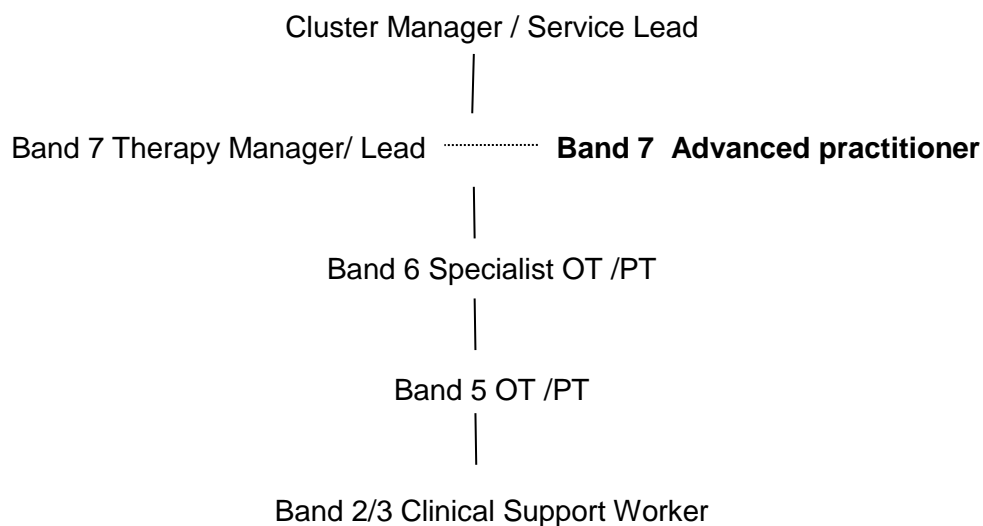 Cluster Manager / Service Lead
Band 7 Therapy Manager/ Lead Band 7 Advanced practitioner
Band 6 Specialist OT /PT
Band 5 OT /PT
Band 2/3 Clinical Support Worker